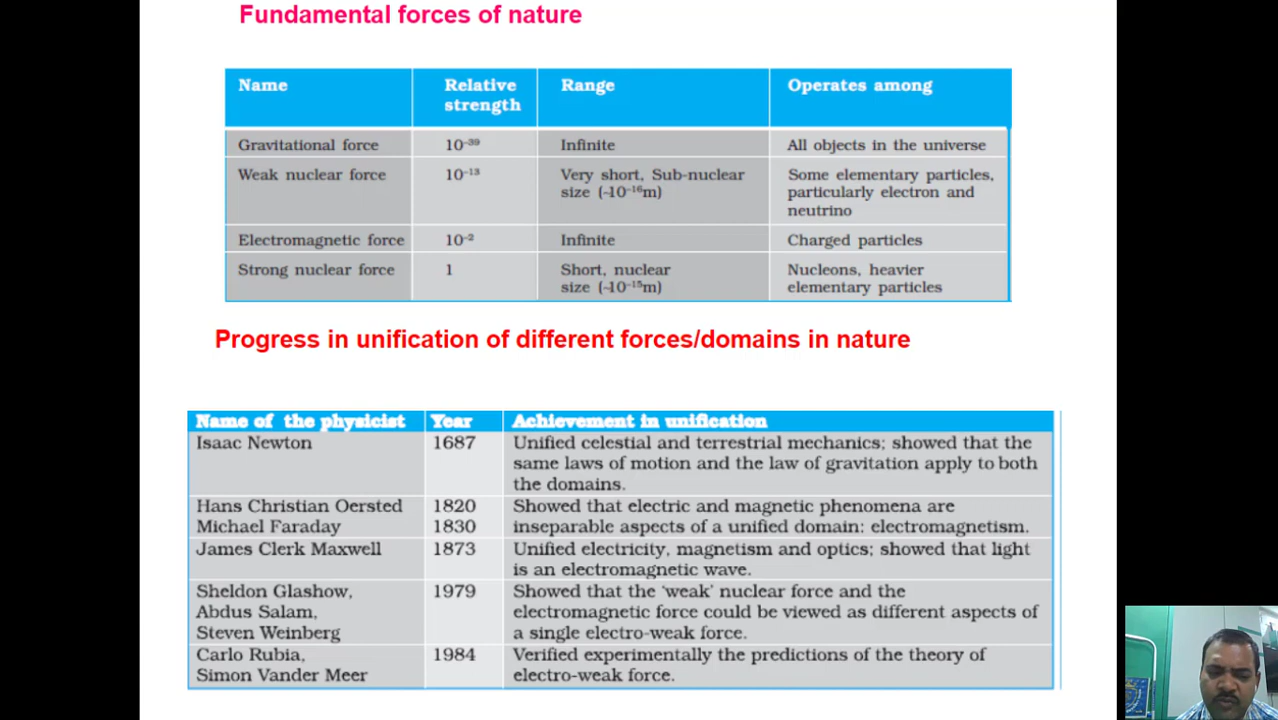 Fundamental forces of nature
Name Relative strength Range Operates among
Gravitational force 10⁻³⁹ Infinite All objects in the universe
Weak nuclear force 10⁻¹³ Very short, Sub-nuclear size (~10⁻¹⁶m) Some elementary particles, particularly electron and neutrino
Electromagnetic force 10⁻² Infinite Charged particles
Strong nuclear force 1 Short, nuclear size (~10⁻¹⁵m) Nucleons, heavier elementary particles
Progress in unification of different forces/domains in nature
Name of the physicist Year Achievement in unification
Isaac Newton 1687 Unified celestial and terrestrial mechanics; showed that the
same laws of motion and the law of gravitation apply to both
the domains.
Hans Christian Oersted 1820 Showed that electric and magnetic phenomena are
Michael Faraday 1830 inseparable aspects of a unified domain: electromagnetism.
James Clerk Maxwell 1873 Unified electricity, magnetism and optics; showed that light
is an electromagnetic wave.
Sheldon Glashow, 1979 Showed that the ‘weak’ nuclear force and the
Abdus Salam, electromagnetic force could be viewed as different aspects of
Steven Weinberg a single electro-weak force.
Carlo Rubia, 1984 Verified experimentally the predictions of the theory of
Simon Vander Meer electro-weak force.